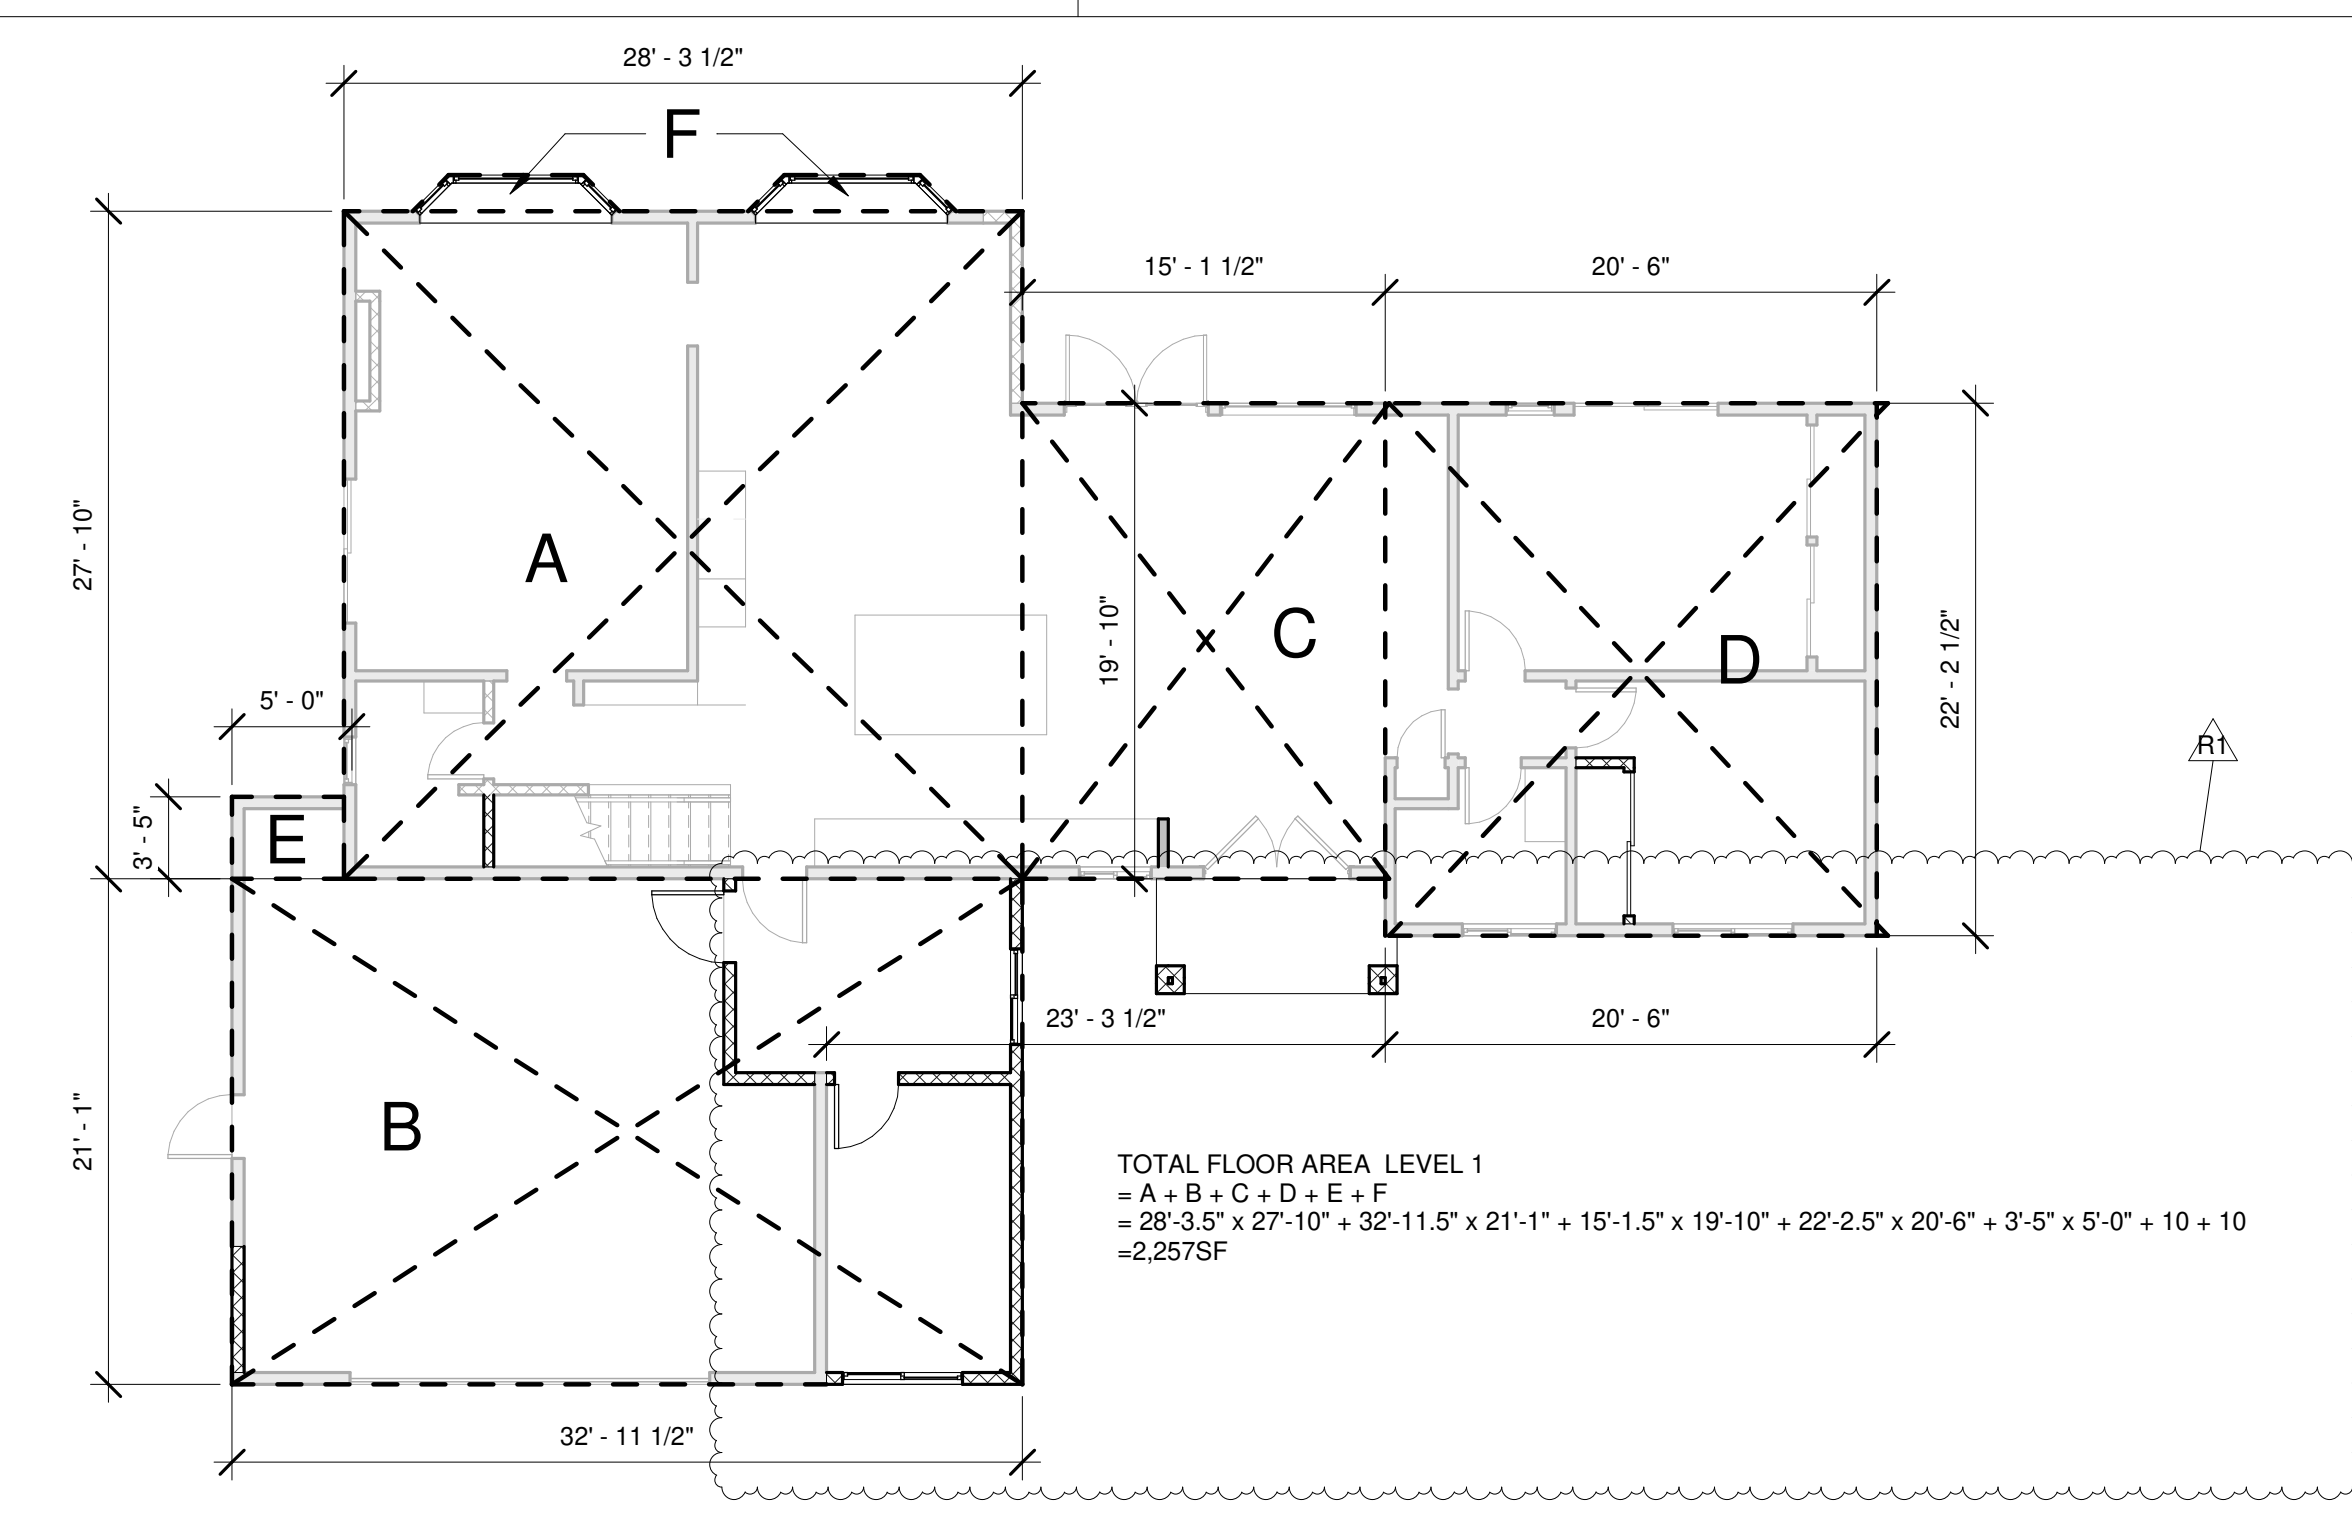 28' - 3 1/2"
F
15' - 1 1/2"
20' - 6"
27' - 10"
A
C
19' - 10"
D
22' - 2 1/2"
5' - 0"
R1
3' - 5"
E
23' - 3 1/2"
20' - 6"
B
21' - 1"
TOTAL FLOOR AREA  LEVEL 1
= A + B + C + D + E + F
= 28'-3.5" x 27'-10" + 32'-11.5" x 21'-1" + 15'-1.5" x 19'-10" + 22'-2.5" x 20'-6" + 3'-5" x 5'-0" + 10 + 10
=2,257SF
32' - 11 1/2"